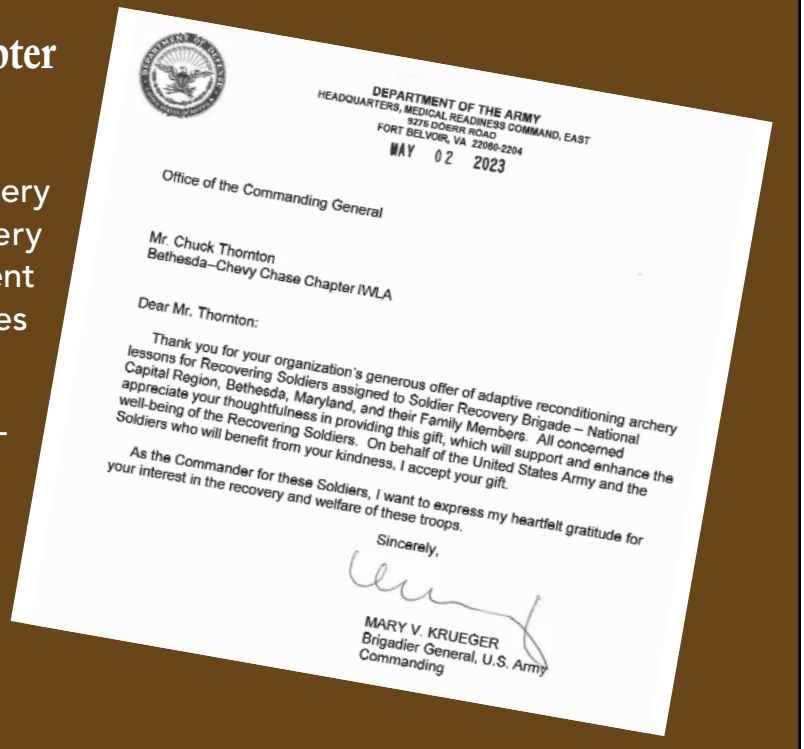 pter
ery
ery
ent
es
–
DEPARTMENT OF THE ARMY
HEADQUARTERS, MEDICAL READINESS COMMAND, EAST
9275 DOERR ROAD
FORT BELVOIR, VA 22060-2204
MAY 02 2023
Office of the Commanding General
Mr. Chuck Thornton
Bethesda–Chevy Chase Chapter IWLA
Dear Mr. Thornton:
Thank you for your organization's generous offer of adaptive reconditioning archery
lessons for Recovering Soldiers assigned to Soldier Recovery Brigade – National
Capital Region, Bethesda, Maryland, and their Family Members. All concerned
appreciate your thoughtfulness in providing this gift, which will support and enhance the
well-being of the Recovering Soldiers. On behalf of the United States Army and the
Soldiers who will benefit from your kindness, I accept your gift.
As the Commander for these Soldiers, I want to express my heartfelt gratitude for
your interest in the recovery and welfare of these troops.
Sincerely,
MARY V. KRUEGER
Brigadier General, U.S. Army
Commanding